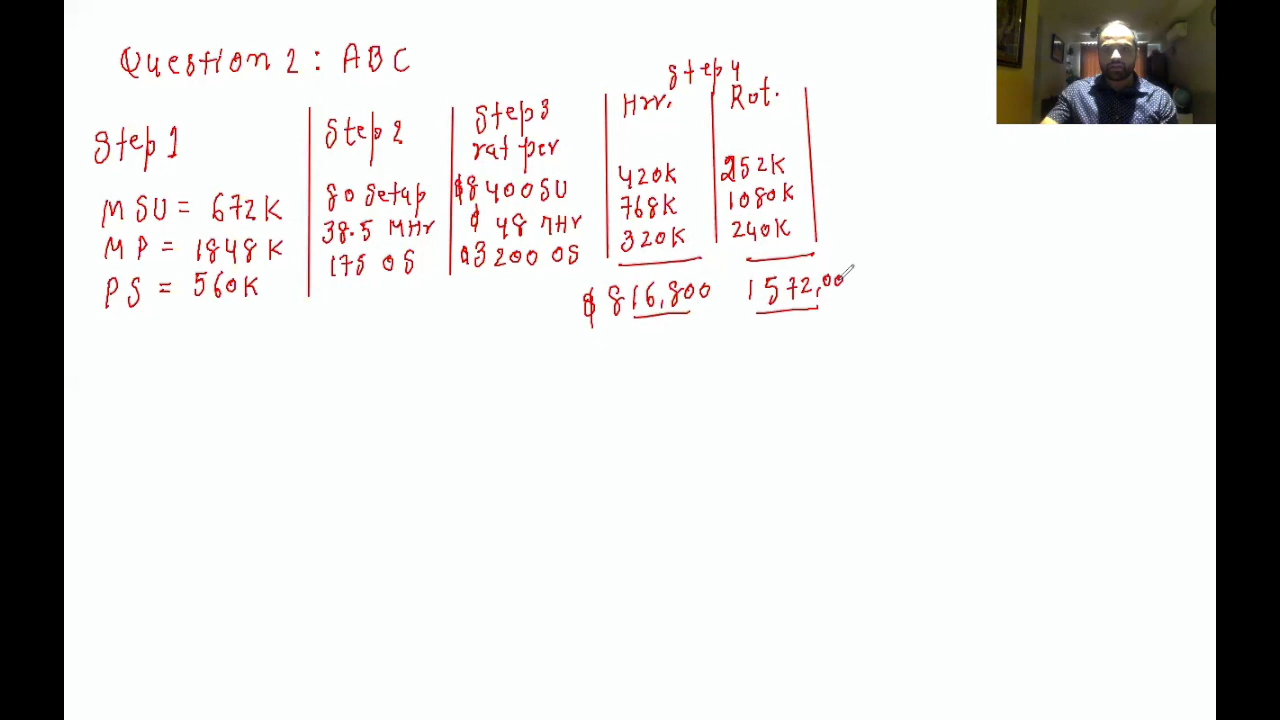 Question 2 : ABC
Step 1
MSU = 672K
MP = 1848K
PS = 560K
Step 2
80 Setup
38.5 MHr
175 OS
Step 3
rat per
$8400 SU
$ 48 MHr
$3200 OS
Step 4
Hrr.
420K
768K
320K
$ 816,800
Rot.
252K
1080K
240K
1572,00